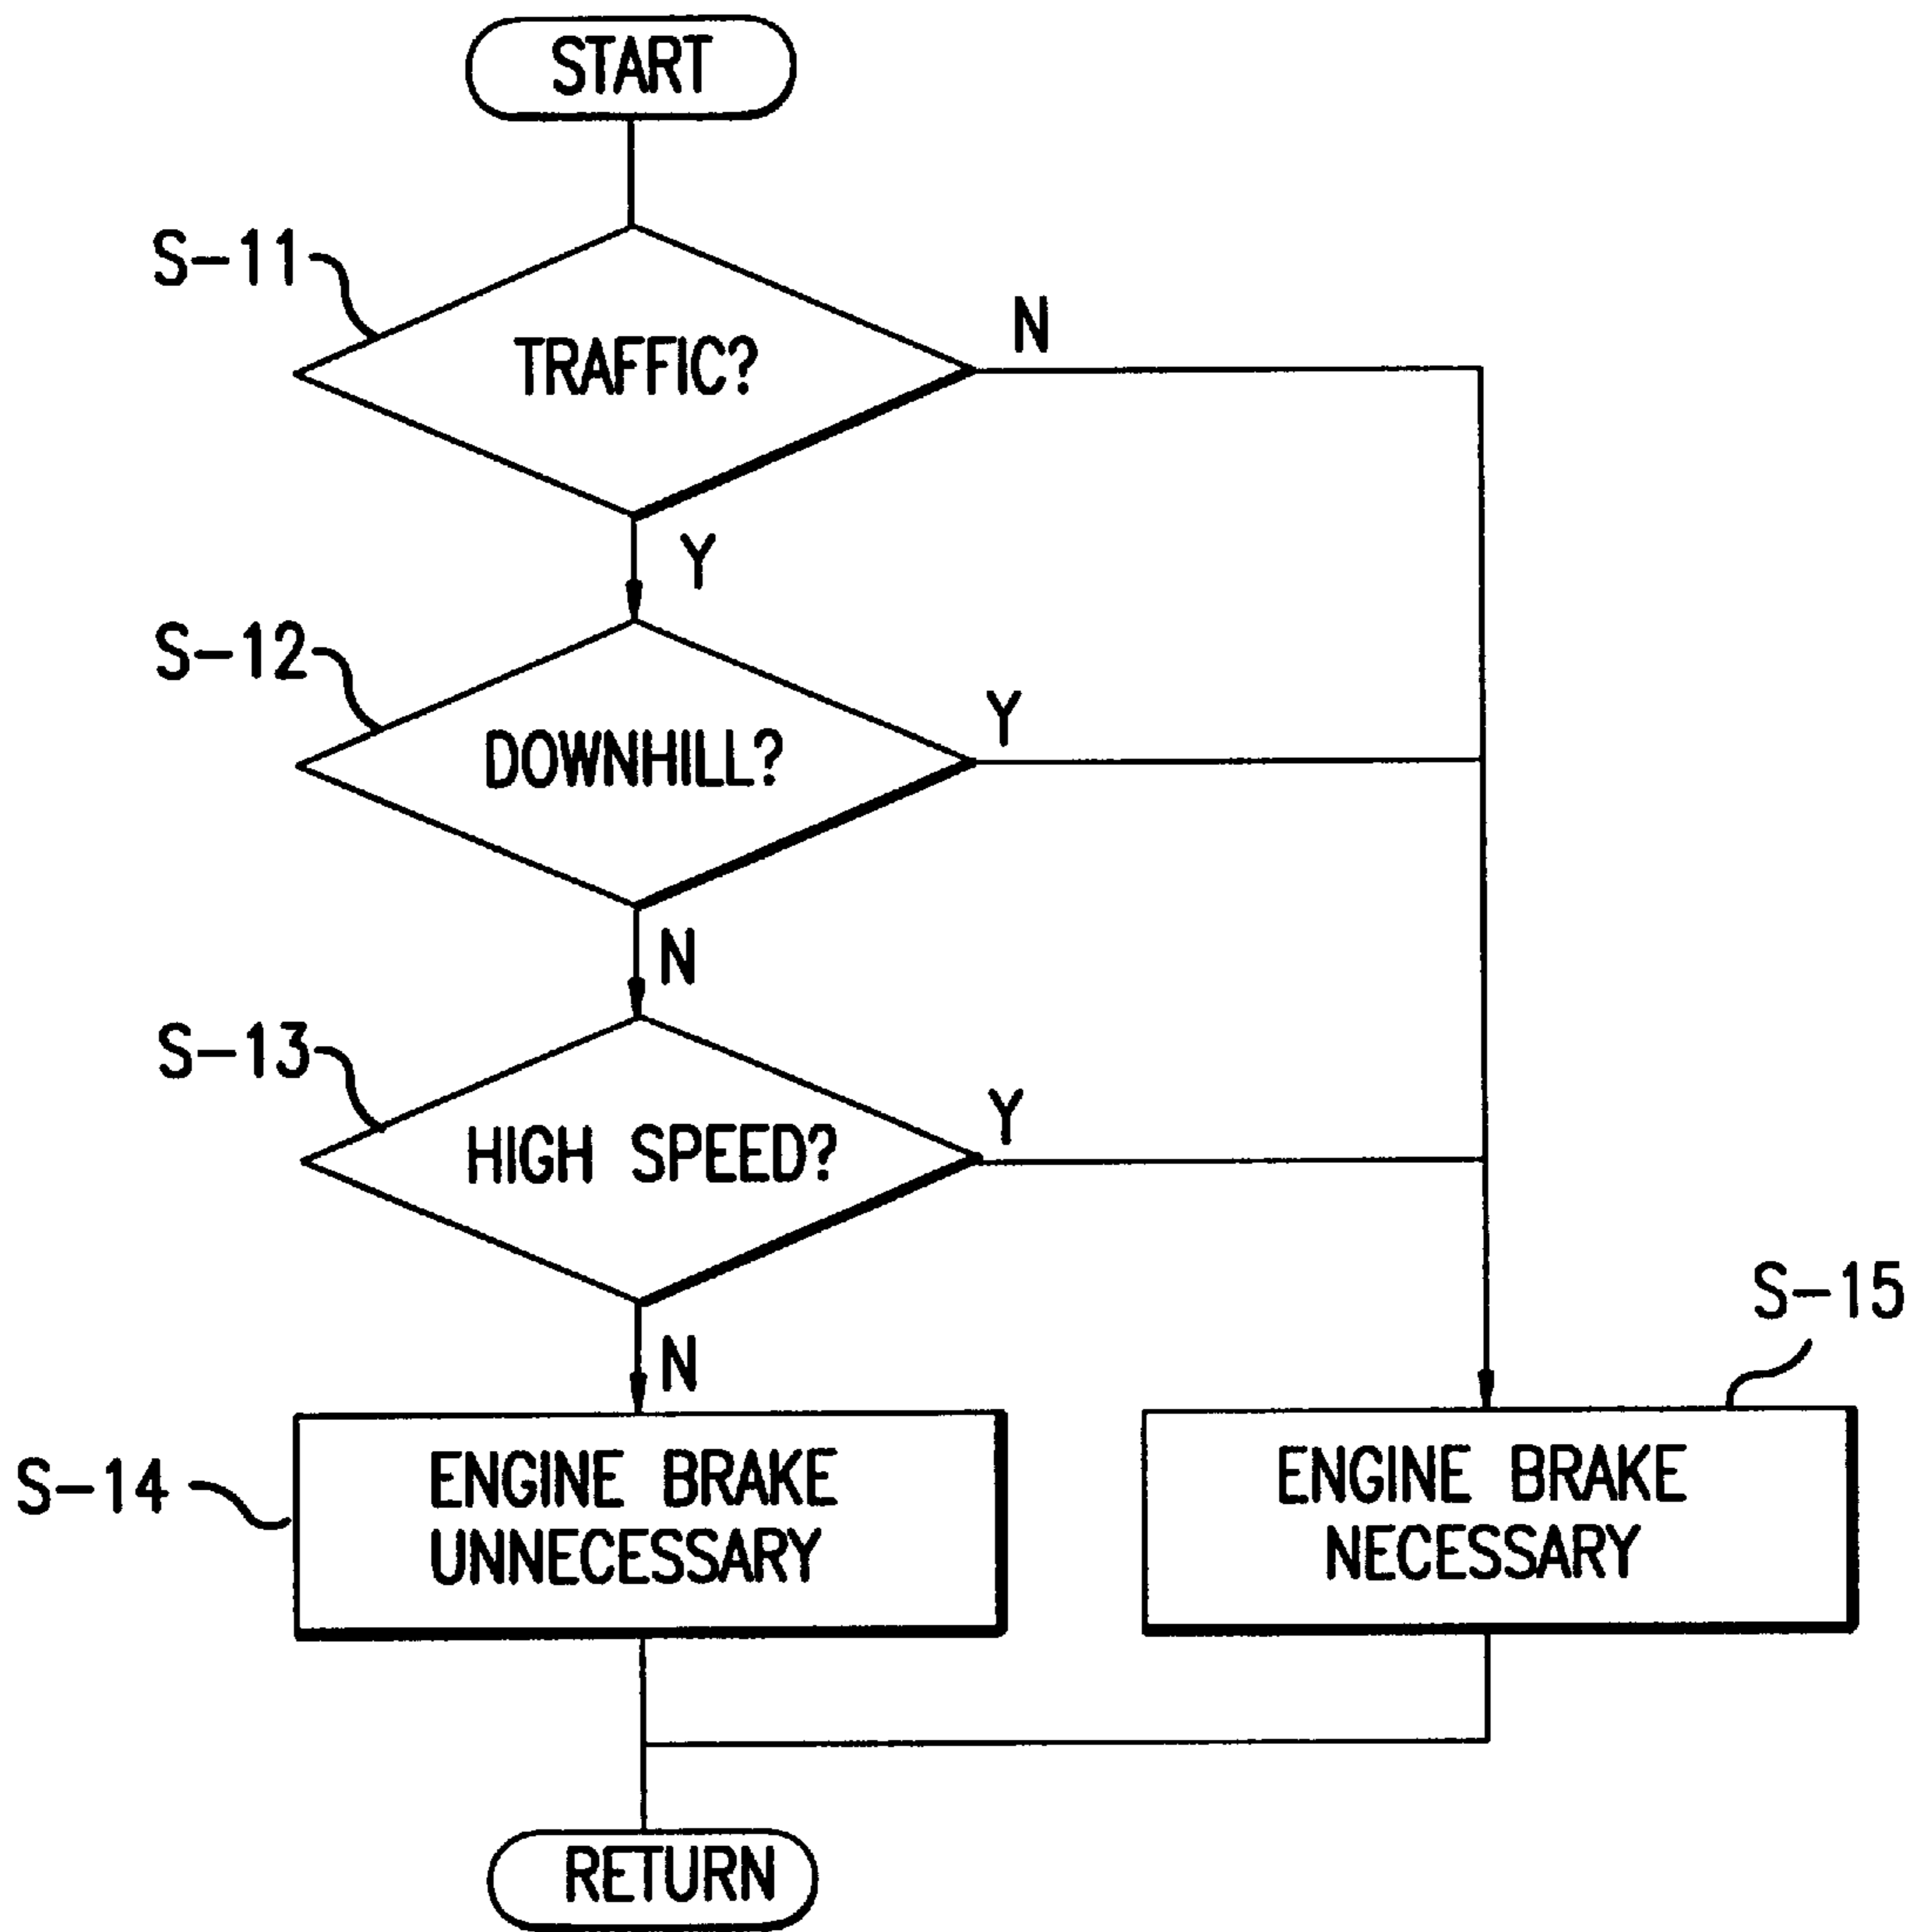 START
S-11
TRAFFIC?
N
Y
S-12
DOWNHILL?
Y
N
S-13
HIGH SPEED?
Y
N
S-15
S-14
ENGINE BRAKE
UNNECESSARY
ENGINE BRAKE
NECESSARY
RETURN